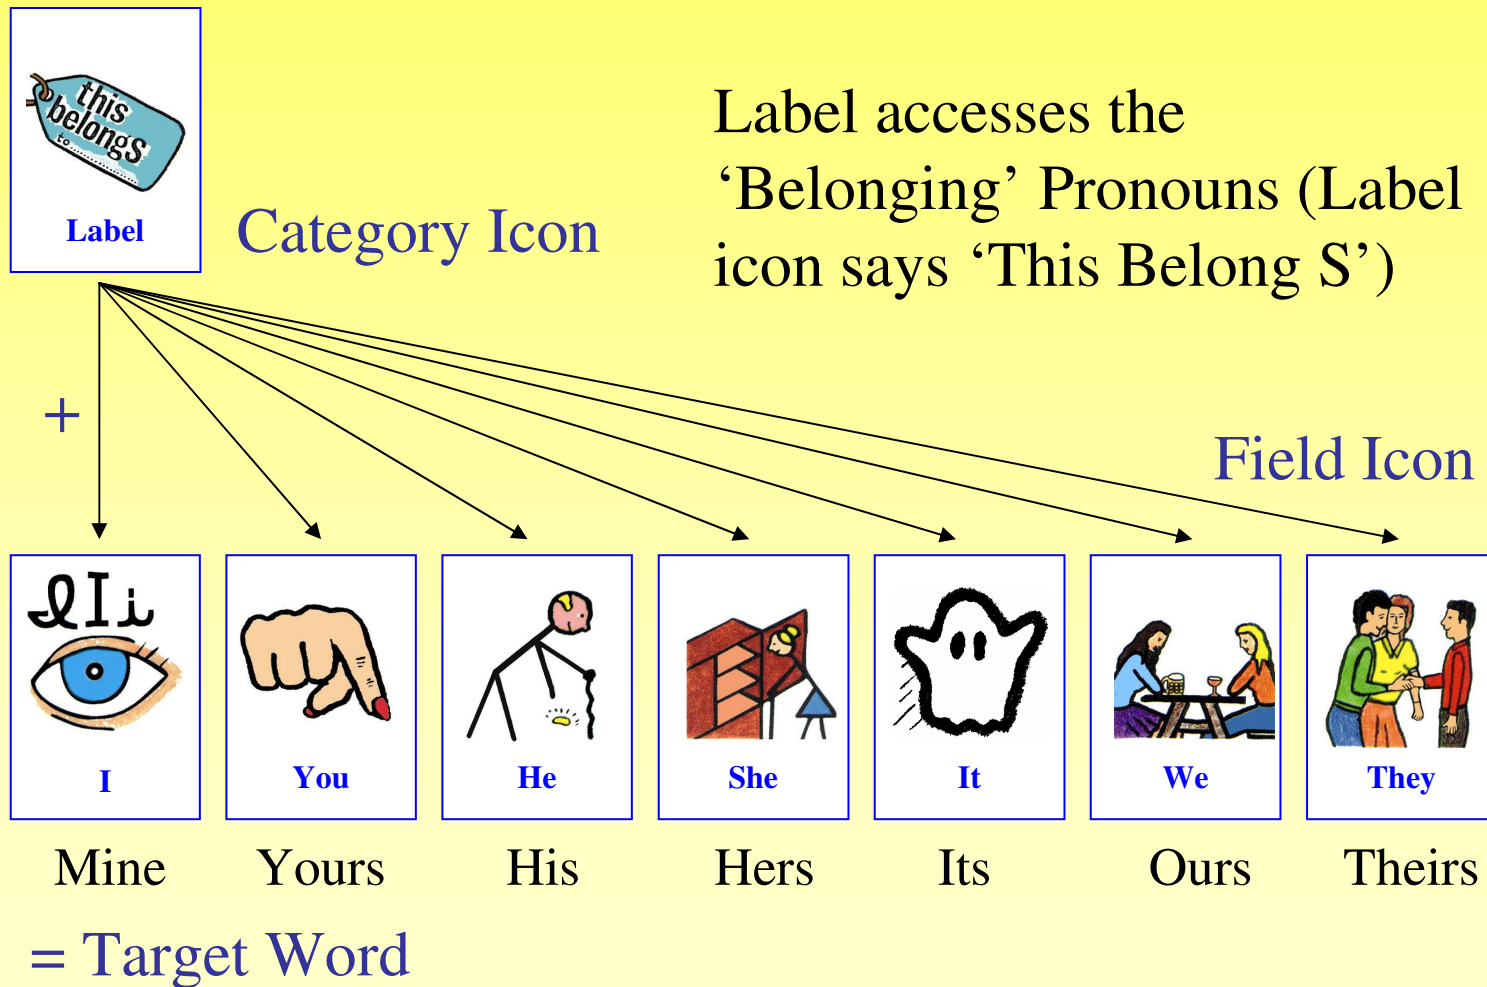 this
belongs
to..............
Label
Category Icon
Label accesses the
‘Belonging’ Pronouns (Label
icon says ‘This Belong S’)
+
Field Icon
I I i
I
You
He
She
It
We
They
Mine
Yours
His
Hers
Its
Ours
Theirs
= Target Word